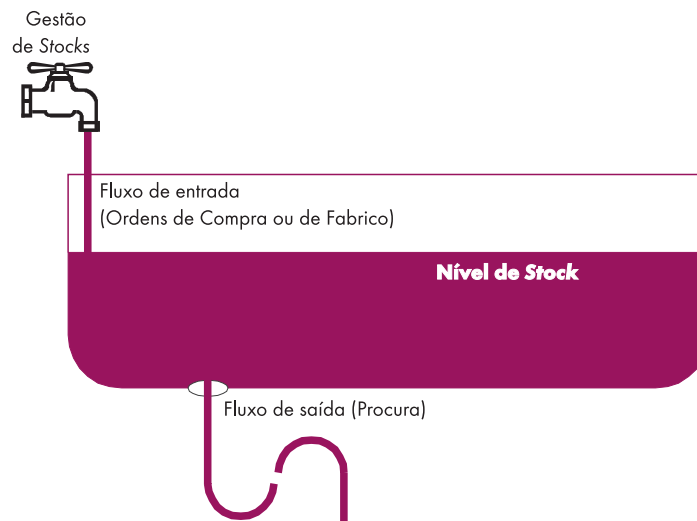 Gestão
de Stocks
Fluxo de entrada
(Ordens de Compra ou de Fabrico)
Nível de Stock
Fluxo de saída (Procura)